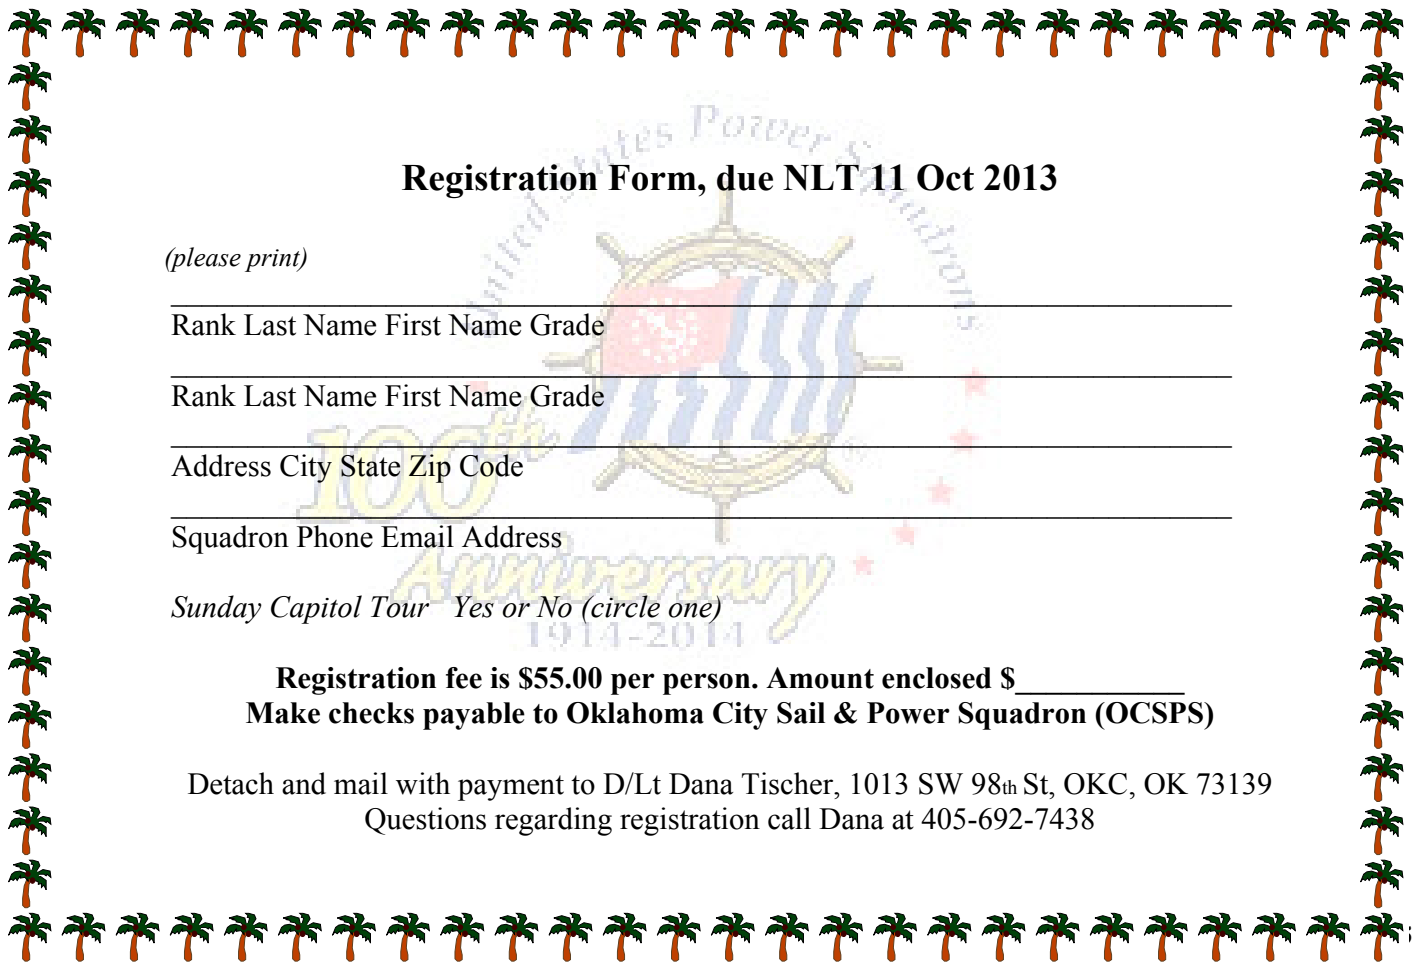 United States Power Squadrons
Registration Form, due NLT 11 Oct 2013
(please print)
Rank Last Name First Name Grade
Rank Last Name First Name Grade
100th
Address City State Zip Code
Squadron Phone Email Address
Anniversary
Sunday Capitol Tour Yes or No (circle one)
1914-2014
Registration fee is $55.00 per person. Amount enclosed $___________
Make checks payable to Oklahoma City Sail & Power Squadron (OCSPS)
Detach and mail with payment to D/Lt Dana Tischer, 1013 SW 98th St, OKC, OK 73139
Questions regarding registration call Dana at 405-692-7438